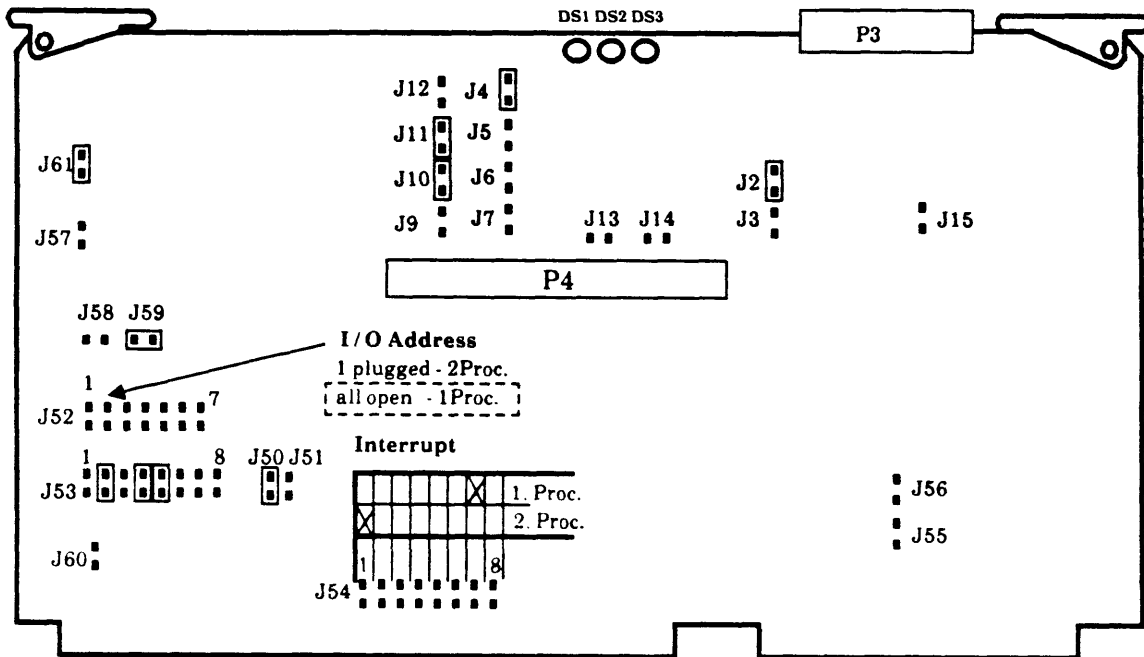 DS1 DS2 DS3
P3
J12
J4
J11
J5
J61
J10
J6
J2
J9
J7
J3
J15
J57
J13
J14
P4
J58
J59
I/O Address
1 plugged - 2Proc.
all open - 1Proc.
1
7
J52
Interrupt
1
8
J50
J51
J53
1. Proc.
2. Proc.
J56
J55
J60
1
8
J54